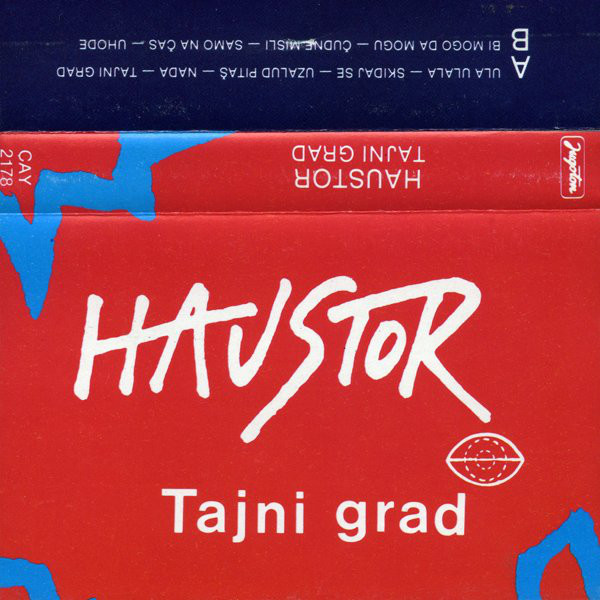 A ULA ULALA — SKIDAJ SE — UZALUD PITAŠ — NADA — TAJNI GRAD
B BI MOGO DA MOGU — ČUDNE MISLI — SAMO NA ČAS — UHODE
HAUSTOR
TAJNI GRAD
CAY
2178
Jugoton
HAUSTOR
Tajni grad